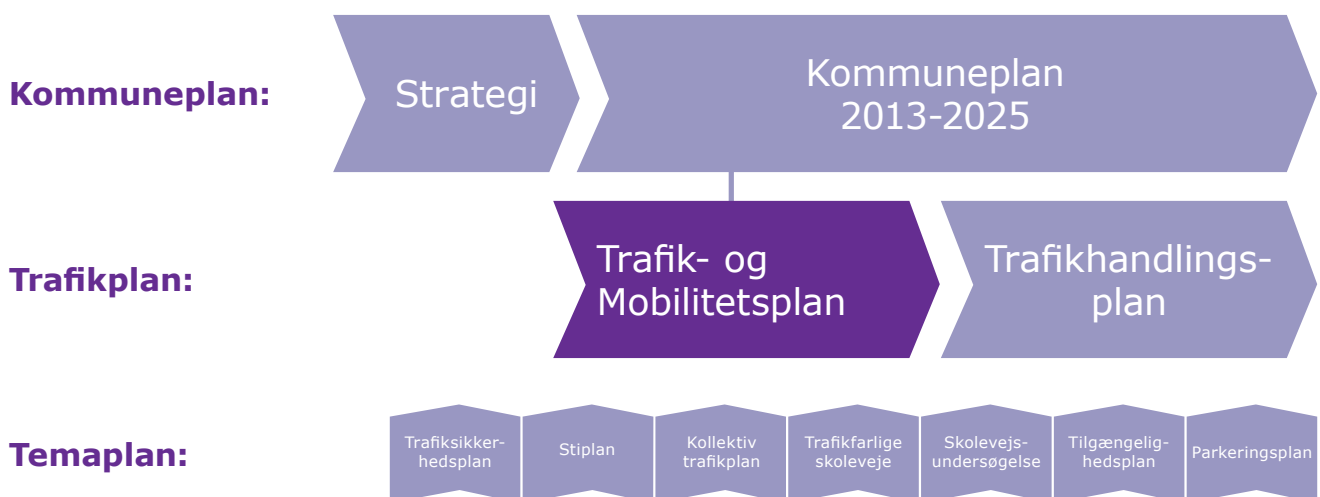 Kommuneplan:
Strategi
Kommuneplan
2013-2025
Trafikplan:
Trafik- og
Mobilitetsplan
Trafikhandlings-
plan
Temaplan:
Trafiksikker-
hedsplan
Stiplan
Kollektiv
trafikplan
Trafikfarlige
skoleveje
Skolevejs-
undersøgelse
Tilgængelig-
hedsplan
Parkeringsplan